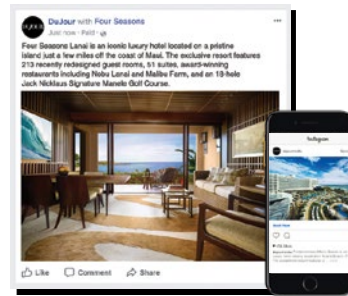 DuJour with Four Seasons
Just now · Paid ·
Four Seasons Lanai is an iconic luxury hotel located on a pristine
island just a few miles off the coast of Maui. The exclusive resort features
213 recently redesigned guest rooms, 51 suites, award-winning
restaurants including Nobu Lanai and Malibu Farm, and an 18-hole
Jack Nicklaus Signature Manele Golf Course.
Like Comment Share
Instagram